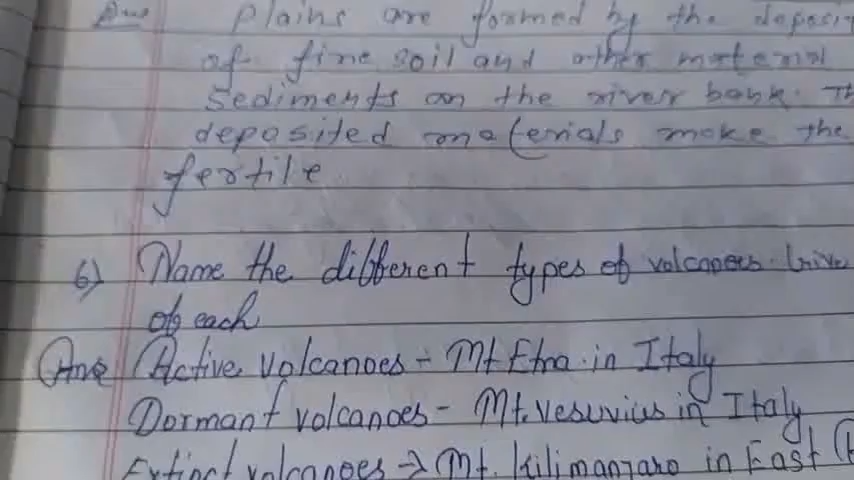 Ans Plains are formed by the deposi
of fine soil and other material
sediments on the river bank. Th
deposited materials make the
fertile
6) Name the different types of volcanoes. Give
of each
Ans Active volcanoes - Mt Etna in Italy
Dormant volcanoes - Mt. Vesuvius in Italy
Extinct volcanoes → Mt. Kilimanjaro in East